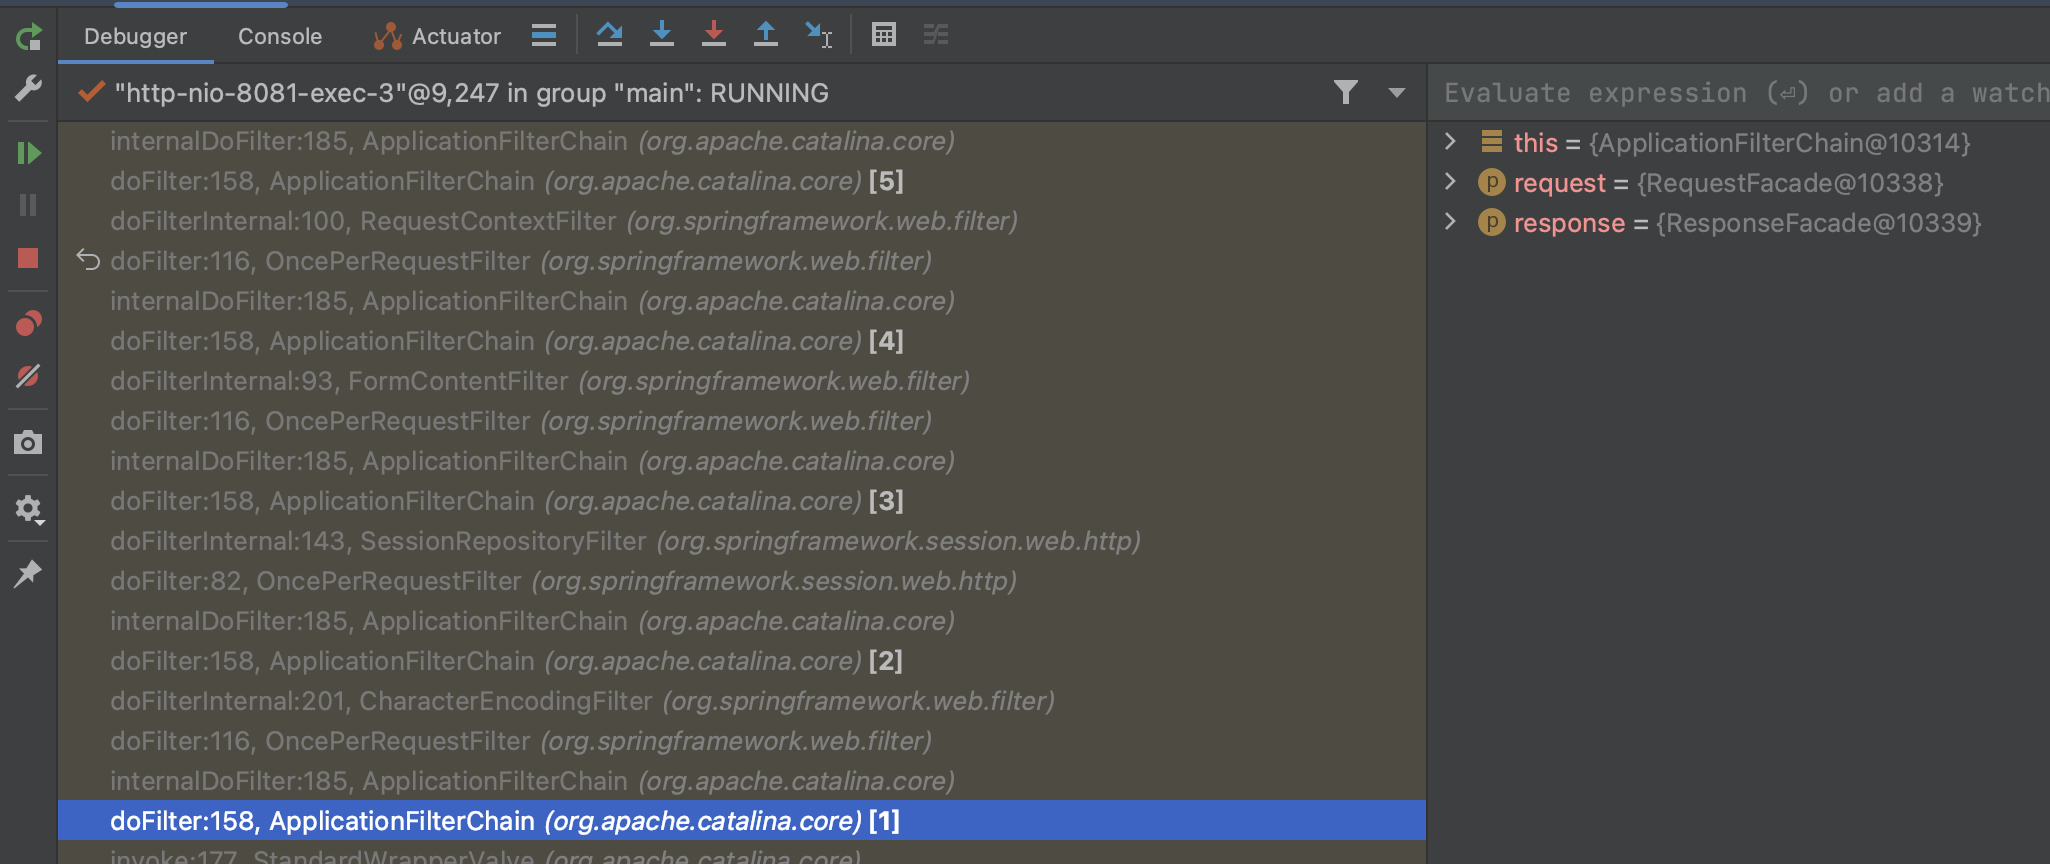 Debugger Console Actuator
"http-nio-8081-exec-3"@9,247 in group "main": RUNNING
Evaluate expression (⏎) or add a watch
internalDoFilter:185, ApplicationFilterChain (org.apache.catalina.core)
doFilter:158, ApplicationFilterChain (org.apache.catalina.core) [5]
doFilterInternal:100, RequestContextFilter (org.springframework.web.filter)
doFilter:116, OncePerRequestFilter (org.springframework.web.filter)
internalDoFilter:185, ApplicationFilterChain (org.apache.catalina.core)
doFilter:158, ApplicationFilterChain (org.apache.catalina.core) [4]
doFilterInternal:93, FormContentFilter (org.springframework.web.filter)
doFilter:116, OncePerRequestFilter (org.springframework.web.filter)
internalDoFilter:185, ApplicationFilterChain (org.apache.catalina.core)
doFilter:158, ApplicationFilterChain (org.apache.catalina.core) [3]
doFilterInternal:143, SessionRepositoryFilter (org.springframework.session.web.http)
doFilter:82, OncePerRequestFilter (org.springframework.session.web.http)
internalDoFilter:185, ApplicationFilterChain (org.apache.catalina.core)
doFilter:158, ApplicationFilterChain (org.apache.catalina.core) [2]
doFilterInternal:201, CharacterEncodingFilter (org.springframework.web.filter)
doFilter:116, OncePerRequestFilter (org.springframework.web.filter)
internalDoFilter:185, ApplicationFilterChain (org.apache.catalina.core)
doFilter:158, ApplicationFilterChain (org.apache.catalina.core) [1]
invoke:177, StandardWrapperValve (org.apache.catalina.core)
this = {ApplicationFilterChain@10314}
p request = {RequestFacade@10338}
p response = {ResponseFacade@10339}